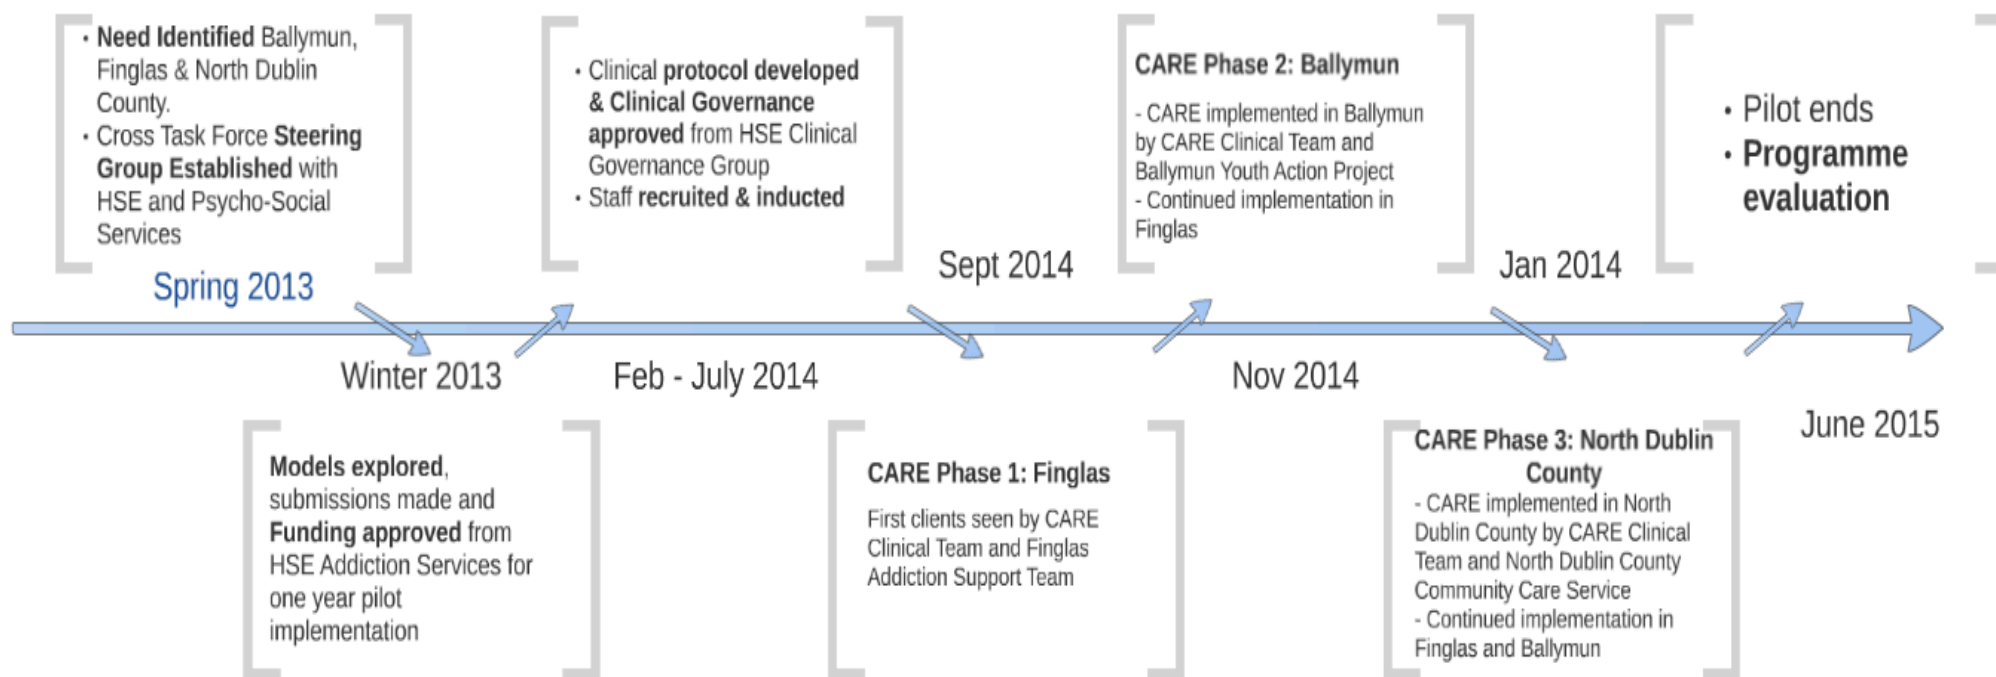 • Need Identified Ballymun,
Finglas & North Dublin
County.
• Cross Task Force Steering
Group Established with
HSE and Psycho-Social
Services
Spring 2013
Winter 2013
Models explored,
submissions made and
Funding approved from
HSE Addiction Services for
one year pilot
implementation
• Clinical protocol developed
& Clinical Governance
approved from HSE Clinical
Governance Group
• Staff recruited & inducted
Feb - July 2014
Sept 2014
CARE Phase 1: Finglas
First clients seen by CARE
Clinical Team and Finglas
Addiction Support Team
CARE Phase 2: Ballymun
- CARE implemented in Ballymun
by CARE Clinical Team and
Ballymun Youth Action Project
- Continued implementation in
Finglas
Nov 2014
Jan 2014
CARE Phase 3: North Dublin
County
- CARE implemented in North
Dublin County by CARE Clinical
Team and North Dublin County
Community Care Service
- Continued implementation in
Finglas and Ballymun
• Pilot ends
• Programme
evaluation
June 2015